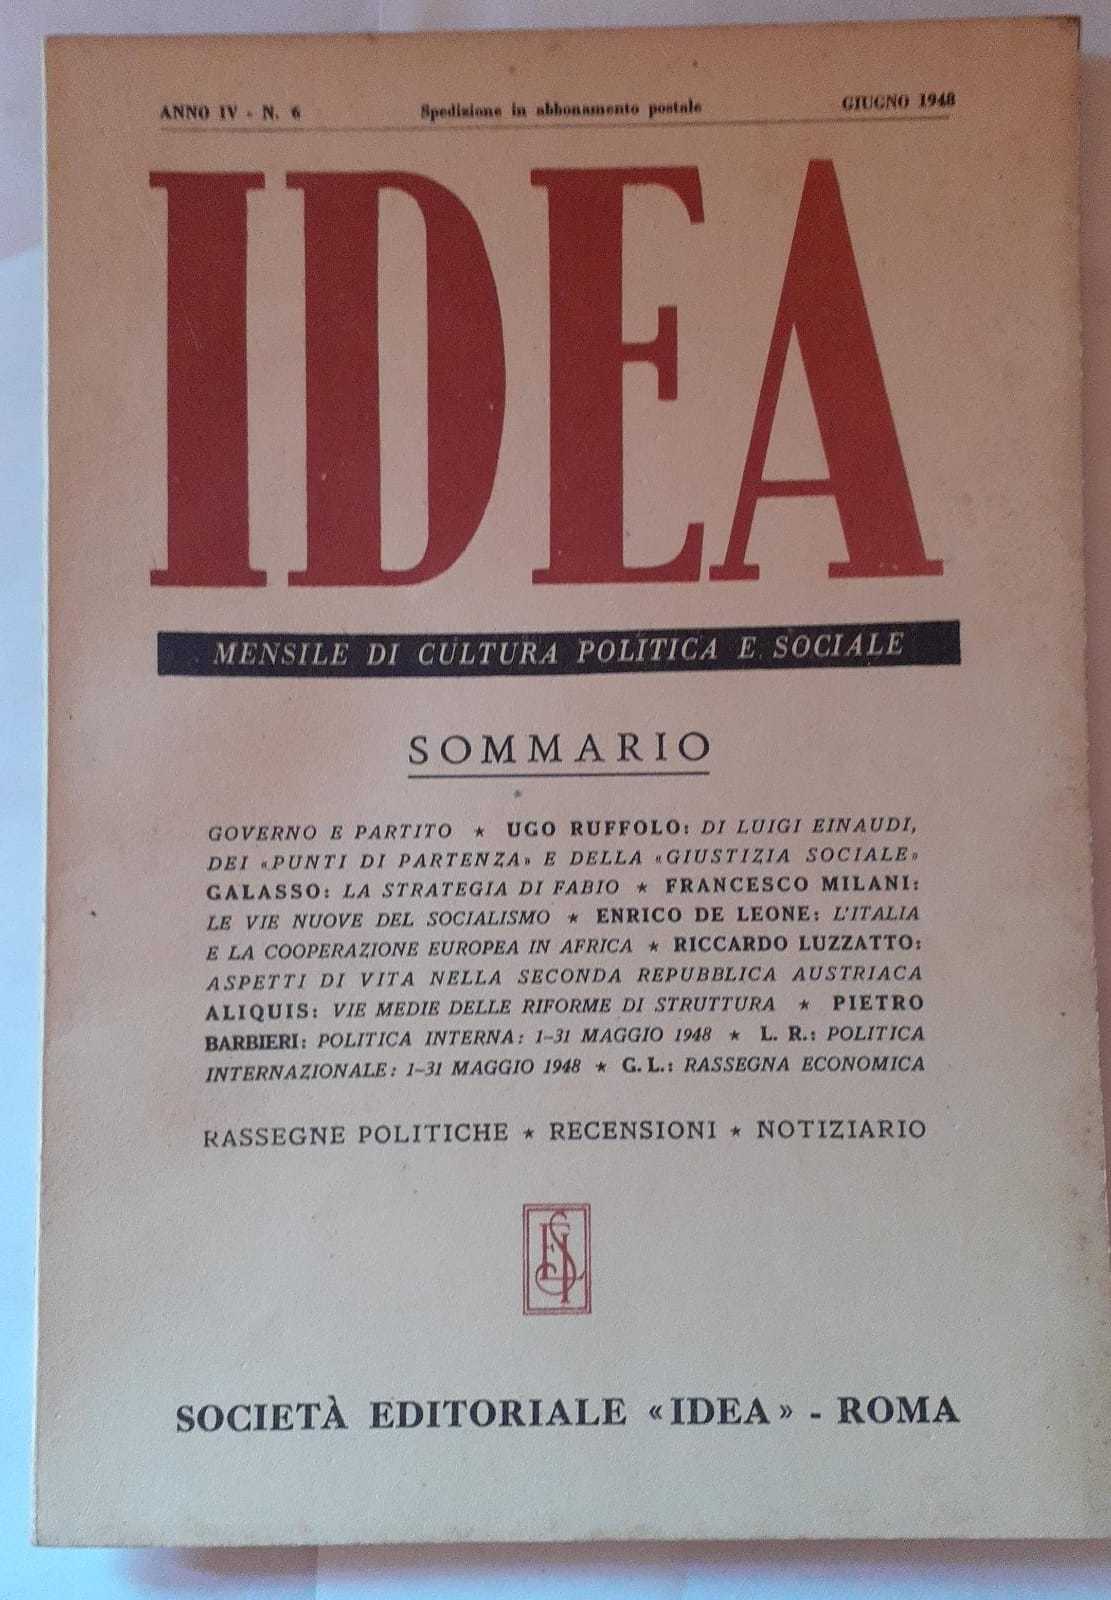 ANNO IV - N. 6 Spedizione in abbonamento postale GIUGNO 1948
IDEA
MENSILE DI CULTURA POLITICA E SOCIALE
SOMMARIO
GOVERNO E PARTITO ★ UGO RUFFOLO: DI LUIGI EINAUDI,
DEI «PUNTI DI PARTENZA» E DELLA «GIUSTIZIA SOCIALE»
GALASSO: LA STRATEGIA DI FABIO ★ FRANCESCO MILANI:
LE VIE NUOVE DEL SOCIALISMO ★ ENRICO DE LEONE: L'ITALIA
E LA COOPERAZIONE EUROPEA IN AFRICA ★ RICCARDO LUZZATTO:
ASPETTI DI VITA NELLA SECONDA REPUBBLICA AUSTRIACA
ALIQUIS: VIE MEDIE DELLE RIFORME DI STRUTTURA ★ PIETRO
BARBIERI: POLITICA INTERNA: 1-31 MAGGIO 1948 ★ L. R.: POLITICA
INTERNAZIONALE: 1-31 MAGGIO 1948 ★ G. L.: RASSEGNA ECONOMICA
RASSEGNE POLITICHE ★ RECENSIONI ★ NOTIZIARIO
SOCIETÀ EDITORIALE «IDEA» - ROMA